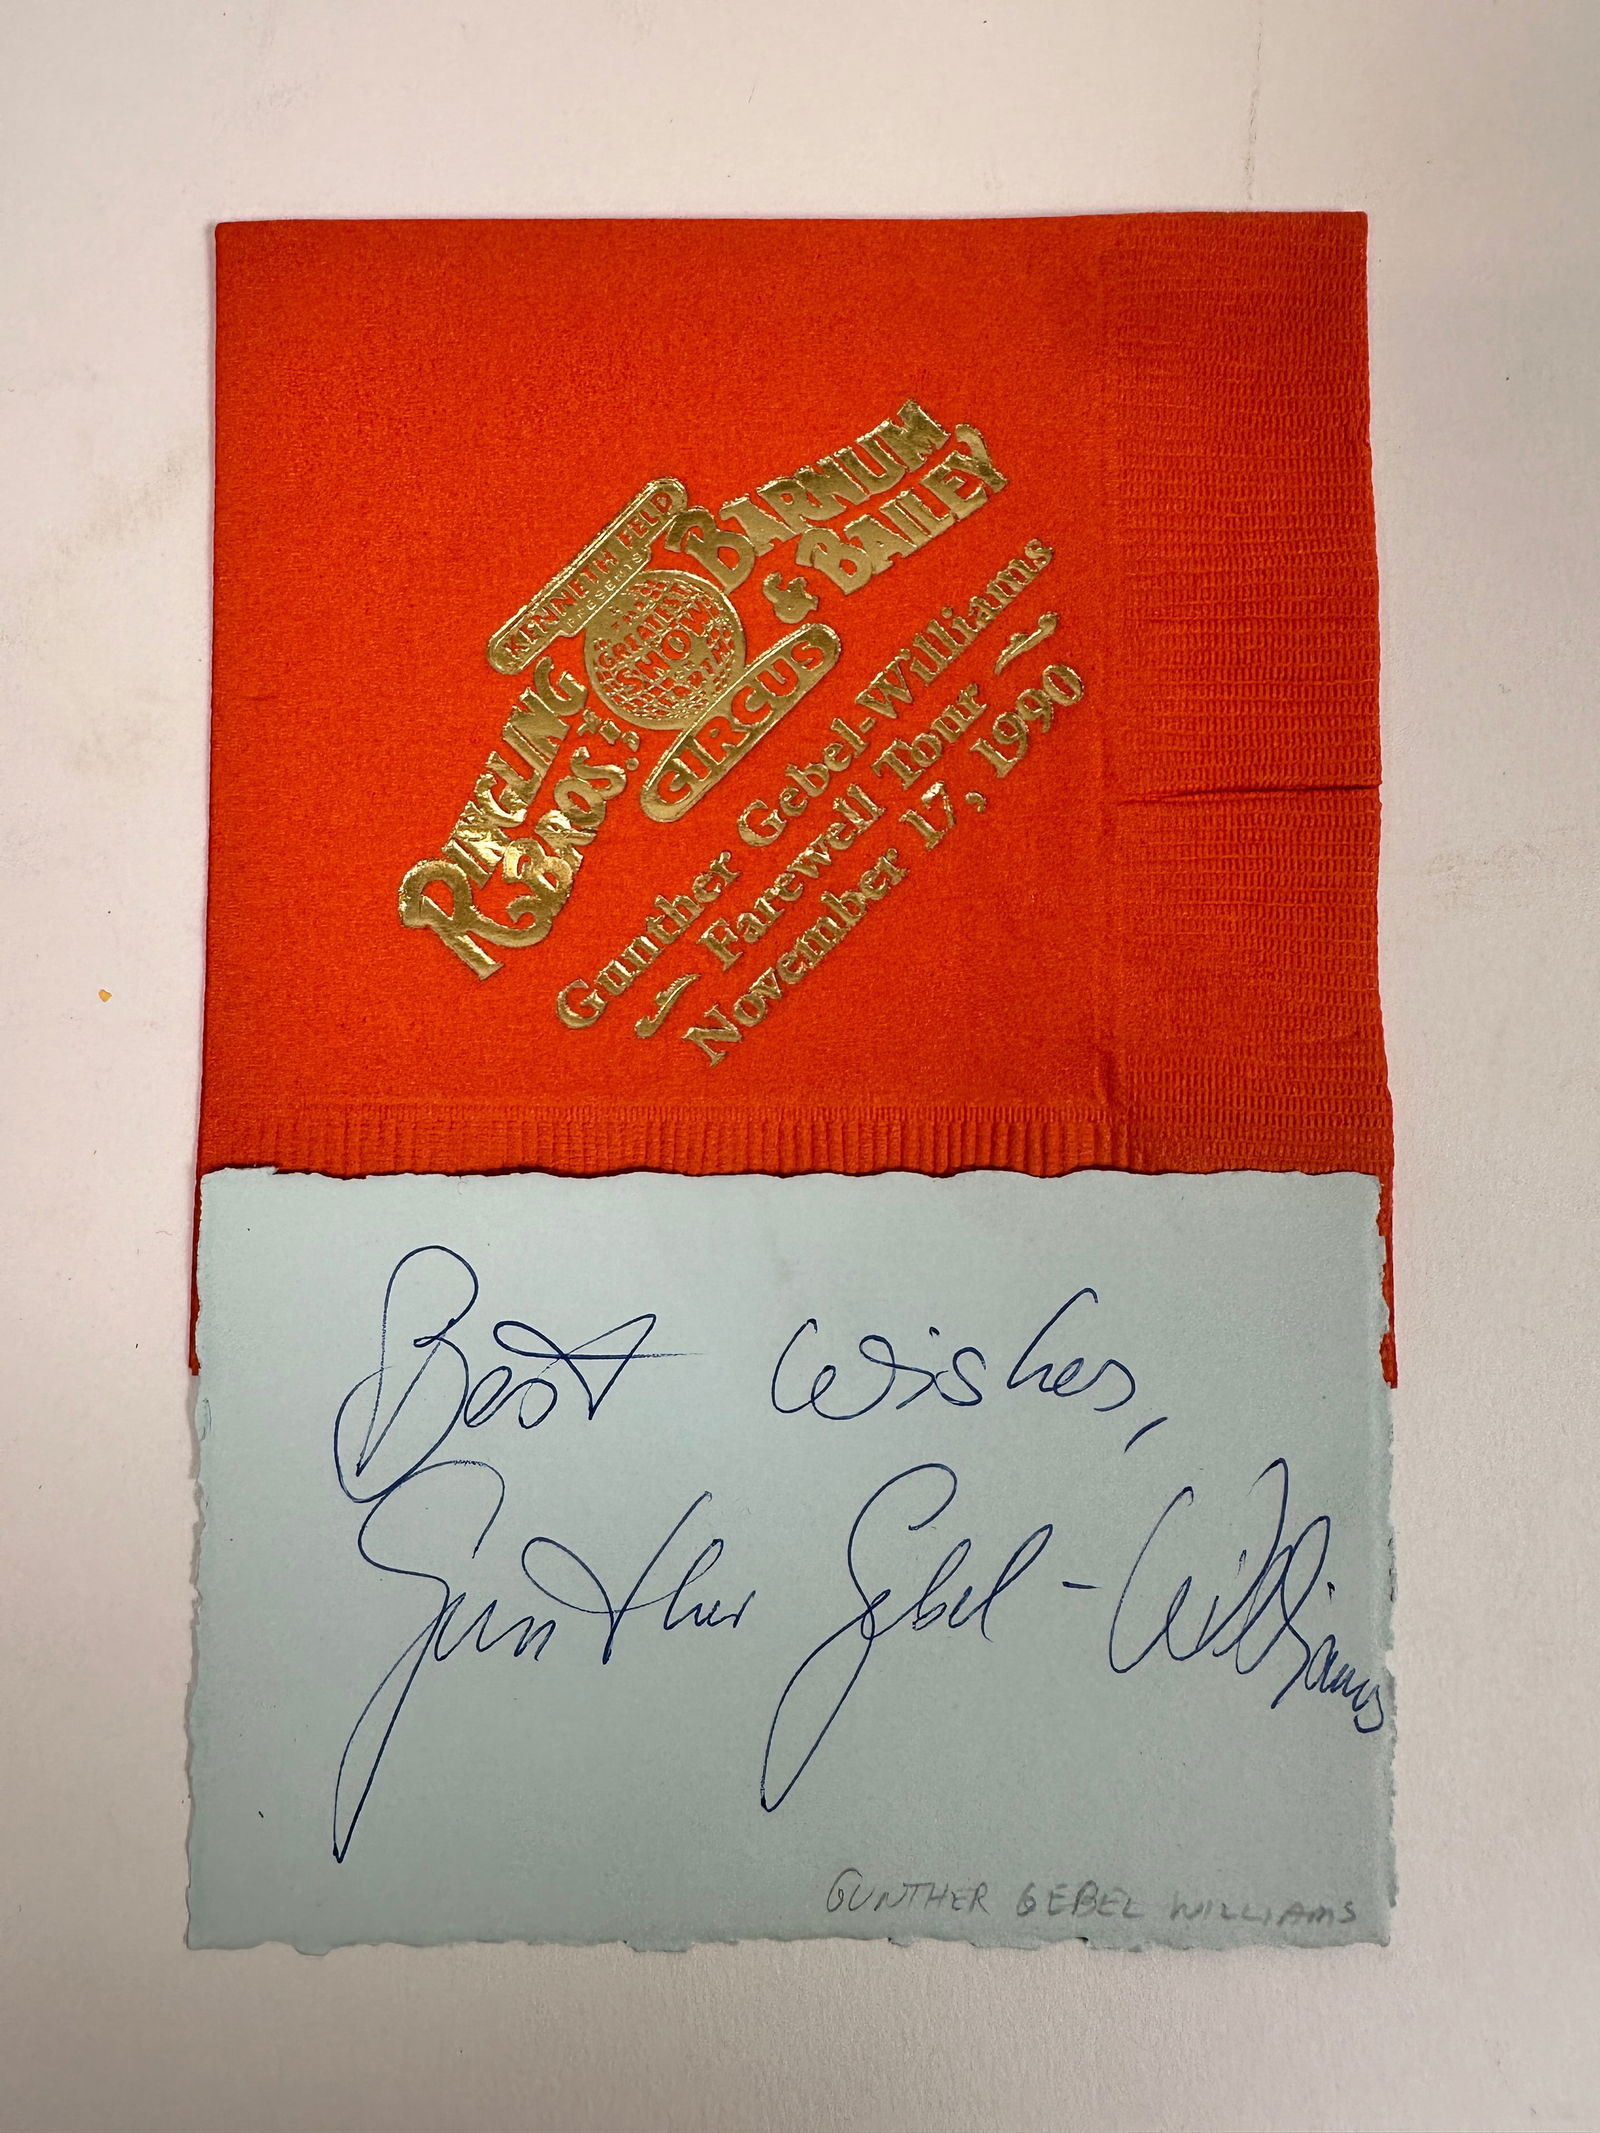 KENNETH FELD
PRESENTS
RINGLING
BROS.
BARNUM
& BAILEY
THE
GREATEST
SHOW
ON EARTH
CIRCUS
Gunther Gebel-Williams
Farewell Tour
November 17, 1990
Best Wishes,
Gunther Gebel-Williams
GUNTHER GEBEL WILLIAMS